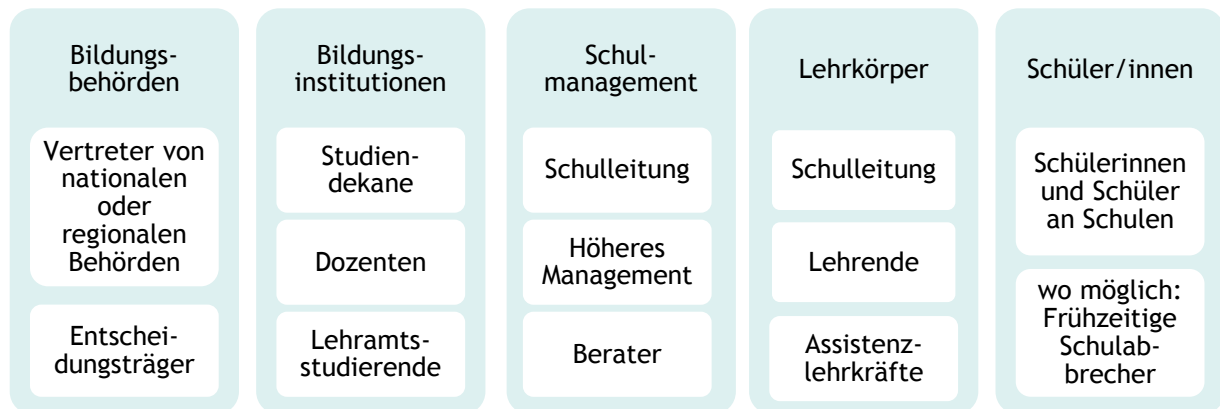 Bildungs-
behörden
Vertreter von
nationalen
oder
regionalen
Behörden
Entschei-
dungsträger
Bildungs-
institutionen
Studien-
dekane
Dozenten
Lehramts-
studierende
Schul-
management
Schulleitung
Höheres
Management
Berater
Lehrkörper
Schulleitung
Lehrende
Assistenz-
lehrkräfte
Schüler/innen
Schülerinnen
und Schüler
an Schulen
wo möglich:
Frühzeitige
Schulab-
brecher